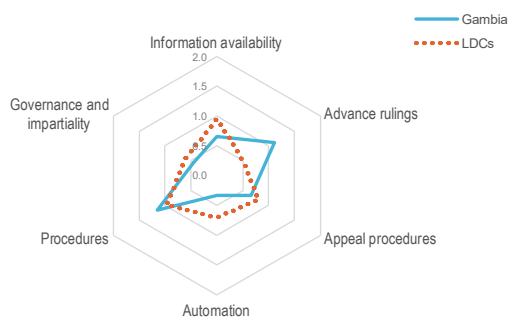 Gambia
LDCs
Information availability
2.0
1.5
1.0
0.5
0.0
Governance and
impartiality
Advance rulings
Procedures
Appeal procedures
Automation